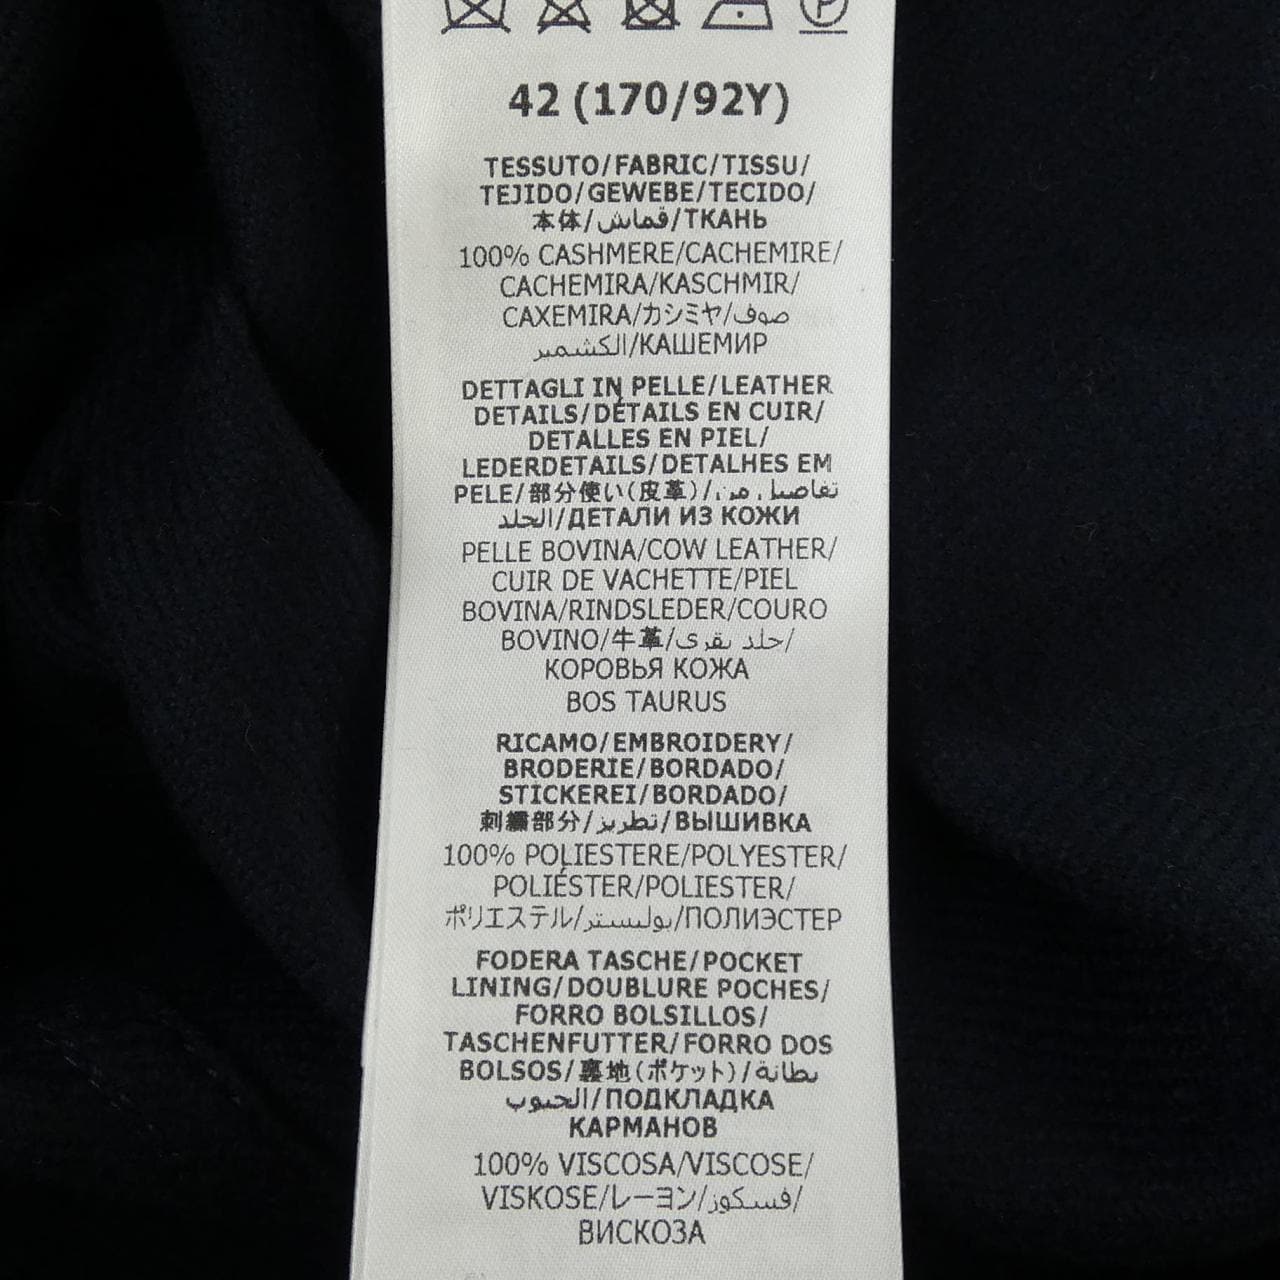 P
42 (170/92Y)
TESSUTO/FABRIC/TISSU/
TEJIDO/GEWEBE/TECIDO/
本体/قماش/ТКАНЬ
100% CASHMERE/CACHEMIRE/
CACHEMIRA/KASCHMIR/
CAXEMIRA/カシミヤ/صوف
الكشمير/КАШЕМИР
DETTAGLI IN PELLE/LEATHER
DETAILS/DÉTAILS EN CUIR/
DETALLES EN PIEL/
LEDERDETAILS/DETALHES EM
PELE/部分使い(皮革)/تفاصيل من
الجلد/ДЕТАЛИ ИЗ КОЖИ
PELLE BOVINA/COW LEATHER/
CUIR DE VACHETTE/PIEL
BOVINA/RINDSLEDER/COURO
BOVINO/牛革/جلد بقري/
КОРОВЬЯ КОЖА
BOS TAURUS
RICAMO/EMBROIDERY/
BRODERIE/BORDADO/
STICKEREI/BORDADO/
刺繍部分/تطريز/ВЫШИВКА
100% POLIESTERE/POLYESTER/
POLIÉSTER/POLIESTER/
ポリエステル/بوليستر/ПОЛИЭСТЕР
FODERA TASCHE/POCKET
LINING/DOUBLURE POCHES/
FORRO BOLSILLOS/
TASCHENFUTTER/FORRO DOS
BOLSOS/裏地(ポケット)/بطانة
الجيوب/ПОДКЛАДКА
КАРМАНОВ
100% VISCOSA/VISCOSE/
VISKOSE/レーヨン/فسكوز/
ВИСКОЗА